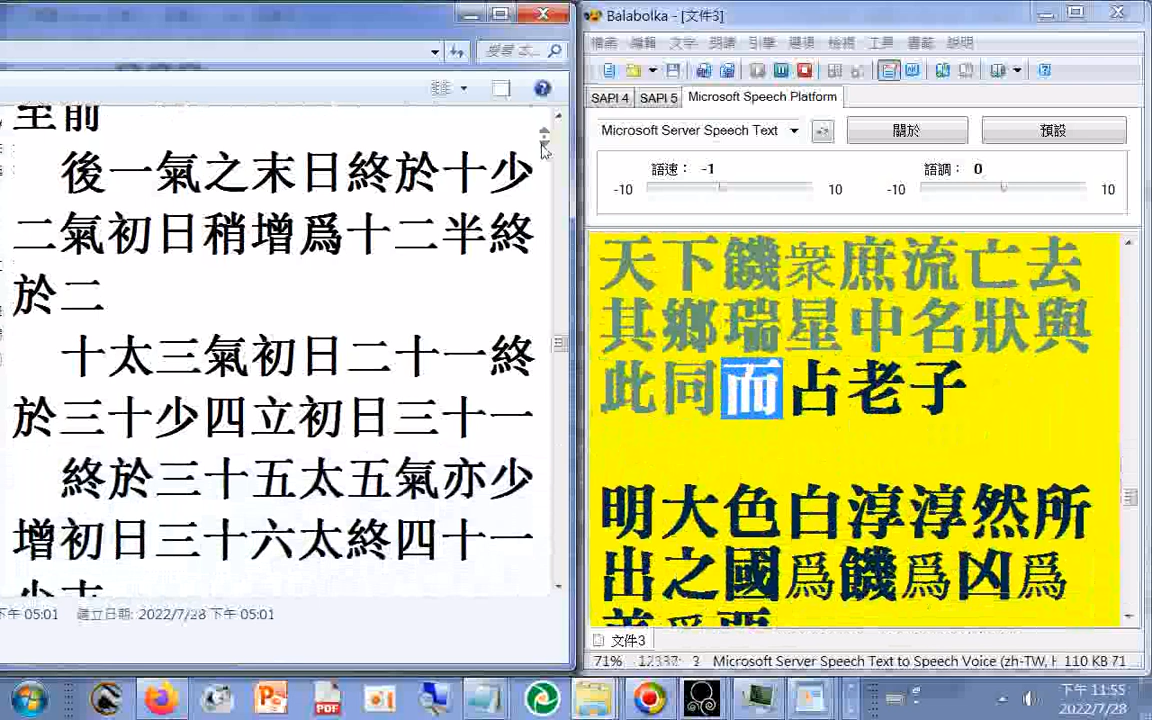 至前
後一氣之末日終於十少
二氣初日稍增爲十二半終
於二
十太三氣初日二十一終
於三十少四立初日三十一
終於三十五太五氣亦少
增初日三十六太終四十一
下午 05:01 建立日期: 2022/7/28 下午 05:01
Balabolka - [文件3]
檔案 編輯 文字 朗讀 引擎 選項 檢視 工具 書籤 說明
SAPI 4 SAPI 5 Microsoft Speech Platform
Microsoft Server Speech Text
關於 預設
語速： -1 語調： 0
-10 10 -10 10
天下饑衆庶流亡去
其鄉瑞星中名狀與
此同而占老子
明大色白淳淳然所
出之國爲饑爲凶爲
文件3
71% Microsoft Server Speech Text to Speech Voice (zh-TW, H 110 KB 71
下午 11:55
2022/7/28